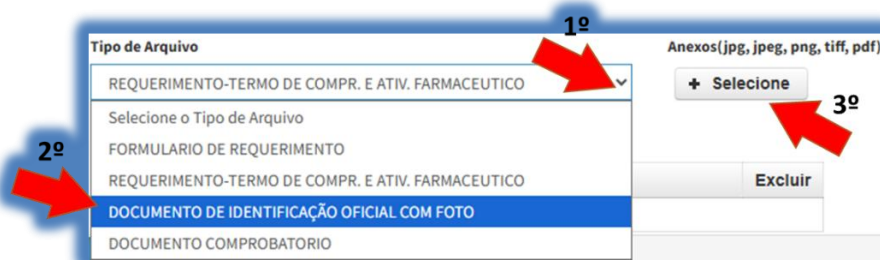 1º
Tipo de Arquivo
Anexos(jpg, jpeg, png, tiff, pdf)
REQUERIMENTO-TERMO DE COMPR. E ATIV. FARMACEUTICO
+ Selecione
3º
Selecione o Tipo de Arquivo
2º
FORMULARIO DE REQUERIMENTO
REQUERIMENTO-TERMO DE COMPR. E ATIV. FARMACEUTICO
Excluir
DOCUMENTO DE IDENTIFICAÇÃO OFICIAL COM FOTO
DOCUMENTO COMPROBATORIO